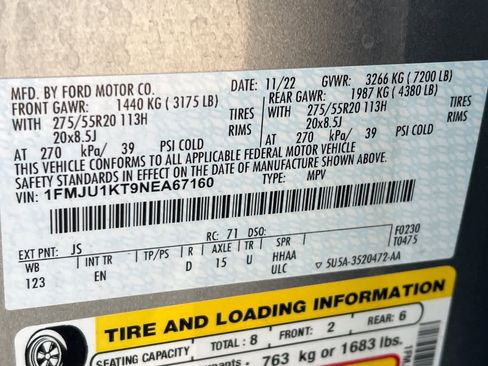 MFD. BY FORD MOTOR CO.
DATE: 11/22 GVWR: 3266 KG (7200 LB)
FRONT GAWR: 1440 KG (3175 LB) REAR GAWR: 1987 KG (4380 LB)
WITH 275/55R20 113H TIRES WITH 275/55R20 113H TIRES
20x8.5J RIMS 20x8.5J RIMS
AT 270 kPa/ 39 PSI COLD AT 270 kPa/ 39 PSI COLD
THIS VEHICLE CONFORMS TO ALL APPLICABLE FEDERAL MOTOR VEHICLE
SAFETY STANDARDS IN EFFECT ON THE DATE OF MANUFACTURE SHOWN ABOVE.
VIN: 1FMJU1KT9NEA67160 TYPE: MPV
F0230
T0475
EXT PNT: JS RC: 71 DSO:
WB INT TR TP/PS R AXLE TR SPR
123 EN D 15 U HHAA
ULC
▽5U5A-3520472-AA
TIRE AND LOADING INFORMATION
SEATING CAPACITY TOTAL: 8 FRONT: 2 REAR: 6
763 kg or 1683 lbs.